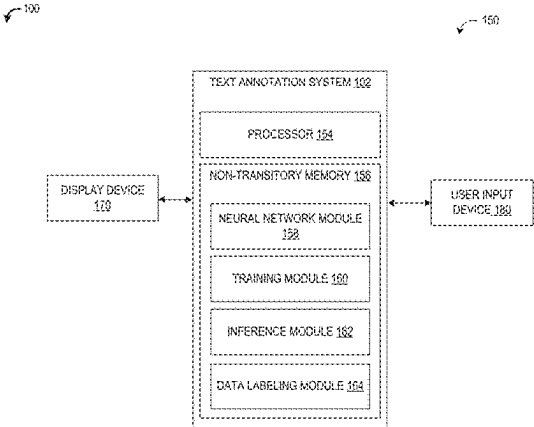 100
150
TEXT ANNOTATION SYSTEM 102
PROCESSOR 154
NON-TRANSITORY MEMORY 156
DISPLAY DEVICE
170
USER INPUT
DEVICE 180
NEURAL NETWORK MODULE
158
TRAINING MODULE 160
INFERENCE MODULE 162
DATA LABELING MODULE 164